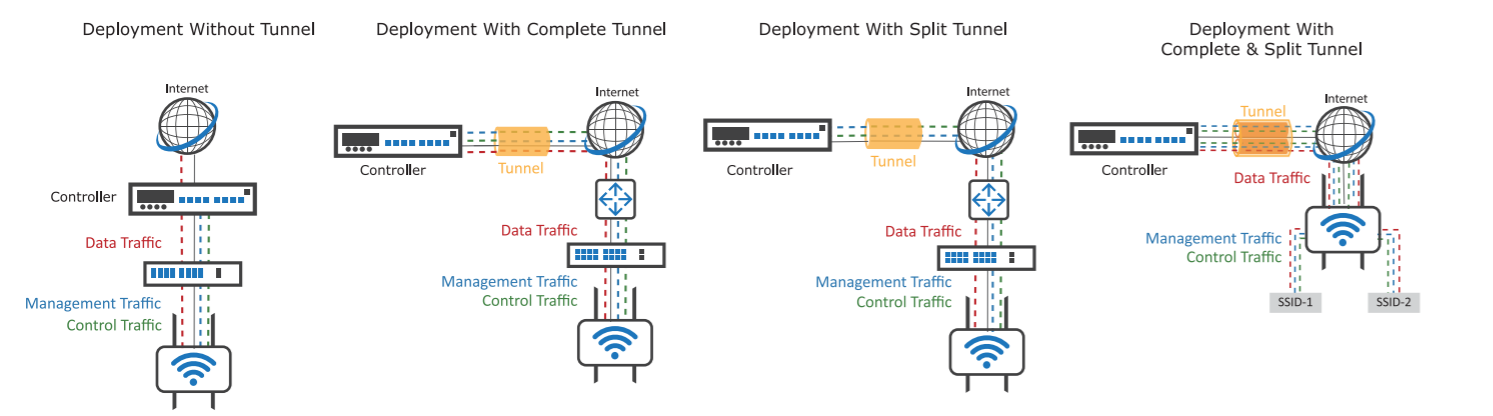 Deployment Without Tunnel
Internet
Controller
Data Traffic
Management Traffic
Control Traffic
Deployment With Complete Tunnel
Internet
Controller
Tunnel
Data Traffic
Management Traffic
Control Traffic
Deployment With Split Tunnel
Internet
Controller
Tunnel
Data Traffic
Management Traffic
Control Traffic
Deployment With
Complete & Split Tunnel
Internet
Tunnel
Controller
Data Traffic
Management Traffic
Control Traffic
SSID-1
SSID-2